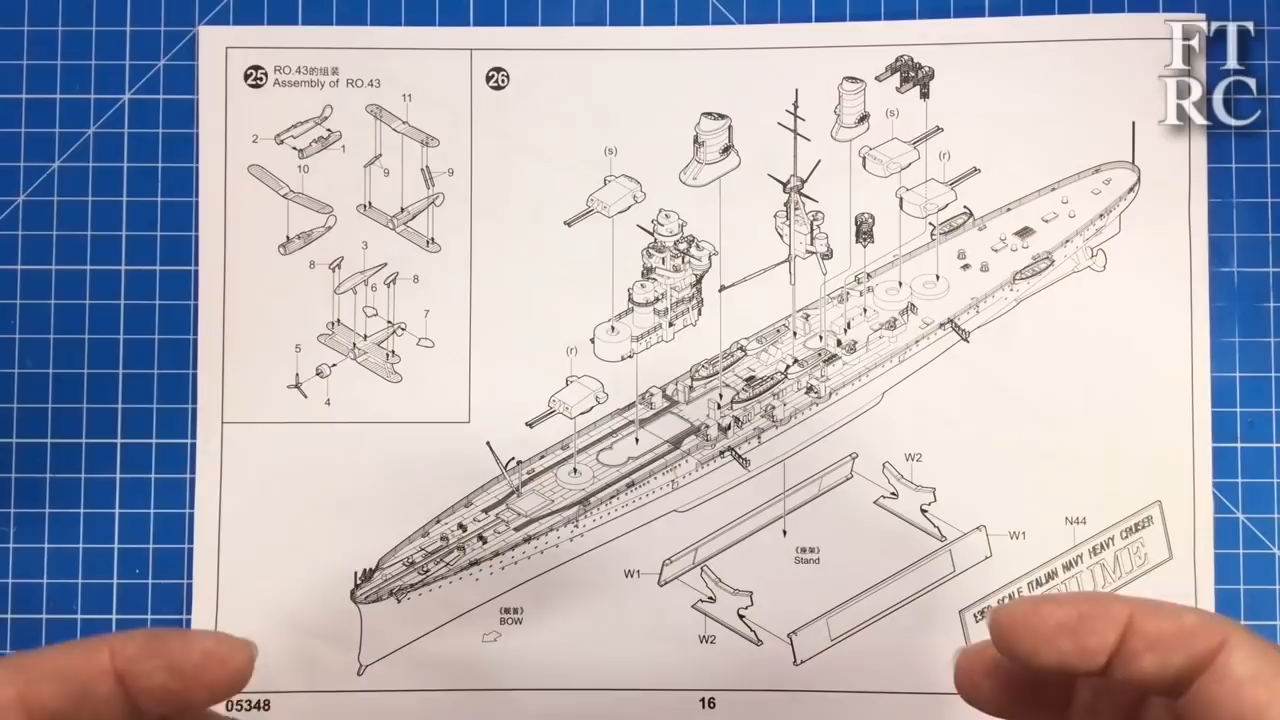 FT
RC
25 RO.43的组装
Assembly of RO.43
2
1
10
11
9
9
8
3
8
6
7
5
4
26
(s)
(s)
(r)
(r)
W2
N44
W1
《座架》
Stand
W1
W2
《舰首》
BOW
SCALE ITALIAN NAVY HEAVY CRUISER
05348
16